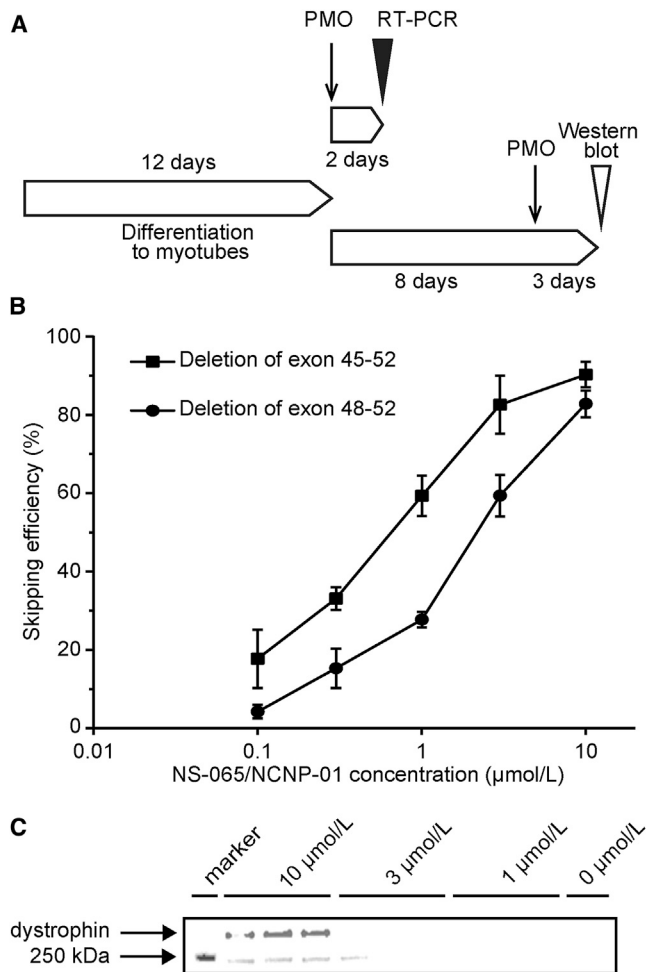 A
PMO
RT-PCR
12 days
2 days
PMO
Western
blot
Differentiation
to myotubes
8 days
3 days
B
100
80
60
40
20
0
Skipping efficiency (%)
Deletion of exon 45-52
Deletion of exon 48-52
0.01
0.1
1
10
NS-065/NCNP-01 concentration (µmol/L)
C
marker
10 µmol/L
3 µmol/L
1 µmol/L
0 µmol/L
dystrophin
250 kDa